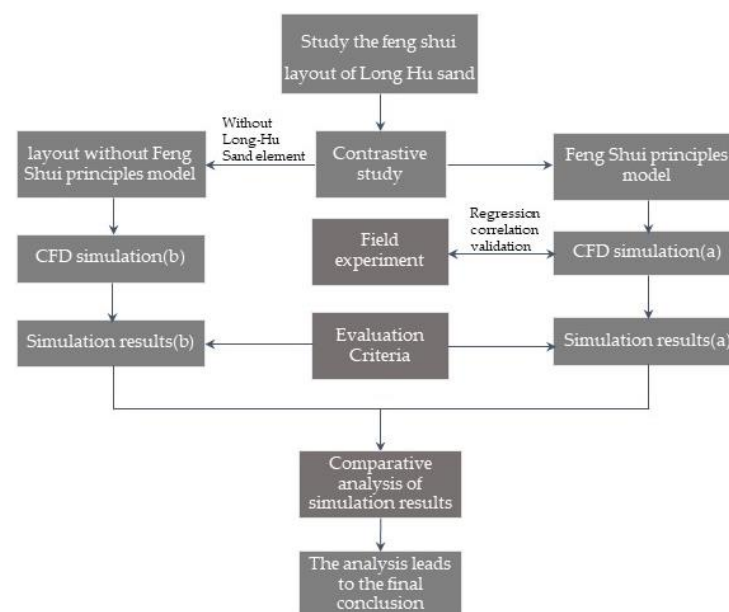 Study the feng shui
layout of Long Hu sand
Without
Long-Hu
Sand element
layout without Feng
Shui principles model
Contrastive
study
Feng Shui principles
model
Regression
correlation
validation
Field
experiment
CFD simulation(b)
CFD simulation(a)
Simulation results(b)
Evaluation
Criteria
Simulation results(a)
Comparative
analysis of
simulation results
The analysis leads
to the final
conclusion